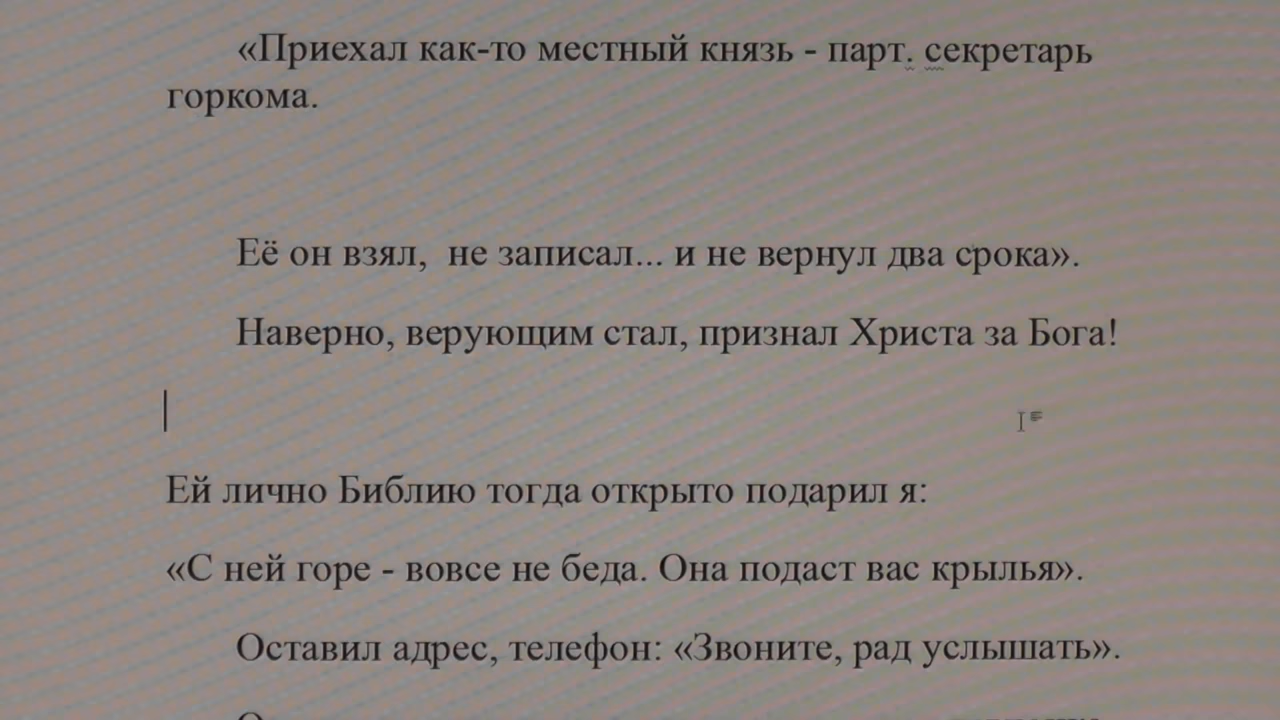 «Приехал как-то местный князь - парт. секретарь
горкома.
Её он взял,  не записал... и не вернул два срока».
Наверно, верующим стал, признал Христа за Бога!
Ей лично Библию тогда открыто подарил я:
«С ней горе - вовсе не беда. Она подаст вас крылья».
Оставил адрес, телефон: «Звоните, рад услышать».